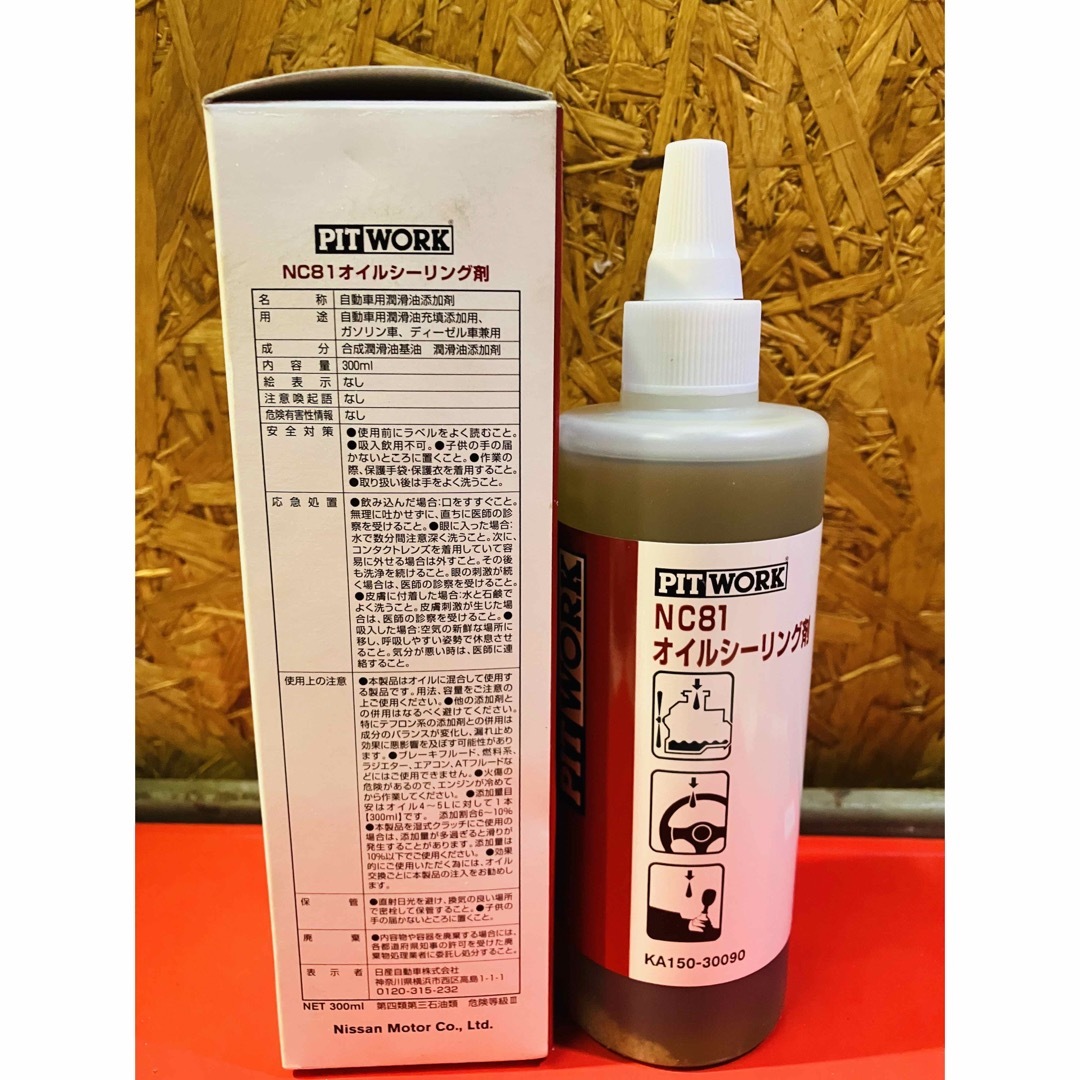 PIT WORK
NC81オイルシーリング剤
名称 自動車用潤滑油添加剤
用途 自動車用潤滑油充填添加用、
ガソリン車、ディーゼル車兼用
成分 合成潤滑油基油 潤滑油添加剤
内容量 300ml
絵表示 なし
注意喚起語 なし
危険有害性情報 なし
安全対策 ●使用前にラベルをよく読むこと。
●吸入飲用不可。●子供の手の届
かないところに置くこと。●作業の
際、保護手袋・保護衣を着用すること。
●取り扱い後は手をよく洗うこと。
応急処置 ●飲み込んだ場合:口をすすぐこと。
無理に吐かせずに、直ちに医師の診
察を受けること。●眼に入った場合:
水で数分間注意深く洗うこと。次に、
コンタクトレンズを着用していて容
易に外せる場合は外すこと。その後
も洗浄を続けること。眼の刺激が続
く場合は、医師の診察を受けること。
●皮膚に付着した場合:水と石鹸で
よく洗うこと。皮膚刺激が生じた場
合は、医師の診察を受けること。●
吸入した場合:空気の新鮮な場所に
移し、呼吸しやすい姿勢で休息させ
ること。気分が悪い時は、医師に連
絡すること。
使用上の注意 ●本製品はオイルに混合して使用す
る製品です。用法、容量をご注意の
上ご使用ください。●他の添加剤と
の併用はなるべく避けてください。
特にテフロン系の添加剤との併用は
成分のバランスが変化し、漏れ止め
効果に悪影響を及ぼす可能性があり
ます。●ブレーキフルード、燃料系、
ラジエター、エアコン、ATフルードな
どにはご使用できません。●火傷の
危険があるので、エンジンが冷めて
から作業してください。●添加量目
安はオイル4〜5Lに対して1本
【300ml】です。 添加割合6〜10%
●本製品を湿式クラッチにご使用の
場合は、添加量が多過ぎると滑りが
発生することがあります。添加量は
10%以下でご使用ください。●効果
的にご使用いただく為には、オイル
交換ごとに本製品の注入をお勧めし
ます。
保管 ●直射日光を避け、換気の良い場所
で密栓して保管すること。●子供の
手の届かないところに置くこと。
廃棄 ●内容物や容器を廃棄する場合には、
各都道府県知事の許可を受けた廃
棄物処理業者に委託し処分すること。
表示者 日産自動車株式会社
神奈川県横浜市西区高島1-1-1
0120-315-232
NET 300ml 第四類第三石油類 危険等級Ⅲ
Nissan Motor Co., Ltd.
PITWORK
PIT WORK
NC81
オイルシーリング剤
KA150-30090